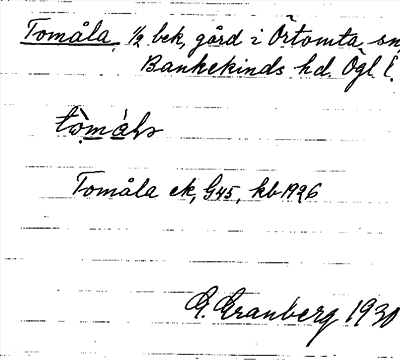 Tomåla ½ bek, gård i Örtomta sn,
Bankekinds hd. Ögl.
Tomåla ek, G45, kb 1926
G. Granberg 1930